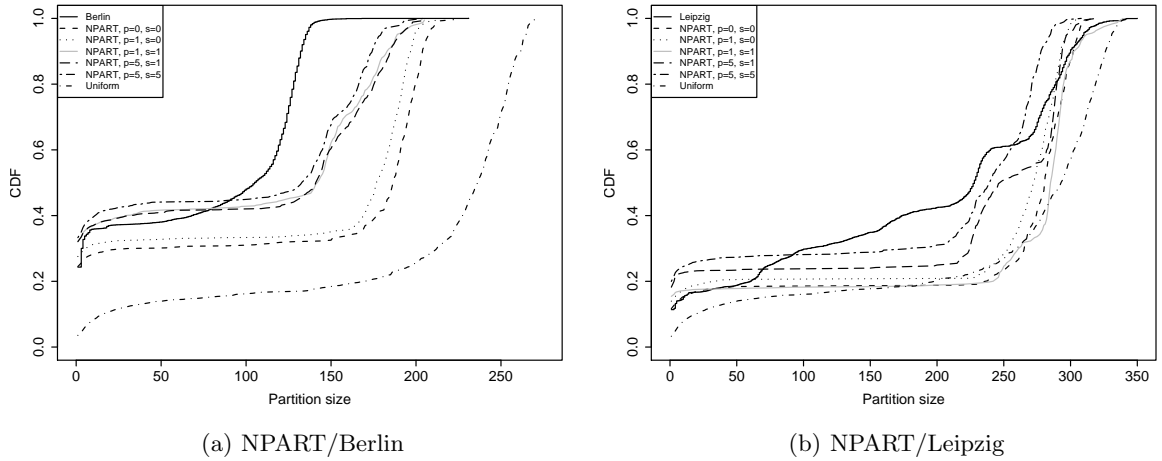 Berlin
NPART, p=0, s=0
NPART, p=1, s=0
NPART, p=1, s=1
NPART, p=5, s=1
NPART, p=5, s=5
Uniform
CDF
1.0
0.8
0.6
0.4
0.2
0.0
0 50 100 150 200 250
Partition size
(a) NPART/Berlin
Leipzig
NPART, p=0, s=0
NPART, p=1, s=0
NPART, p=1, s=1
NPART, p=5, s=1
NPART, p=5, s=5
Uniform
CDF
1.0
0.8
0.6
0.4
0.2
0.0
0 50 100 150 200 250 300 350
Partition size
(b) NPART/Leipzig